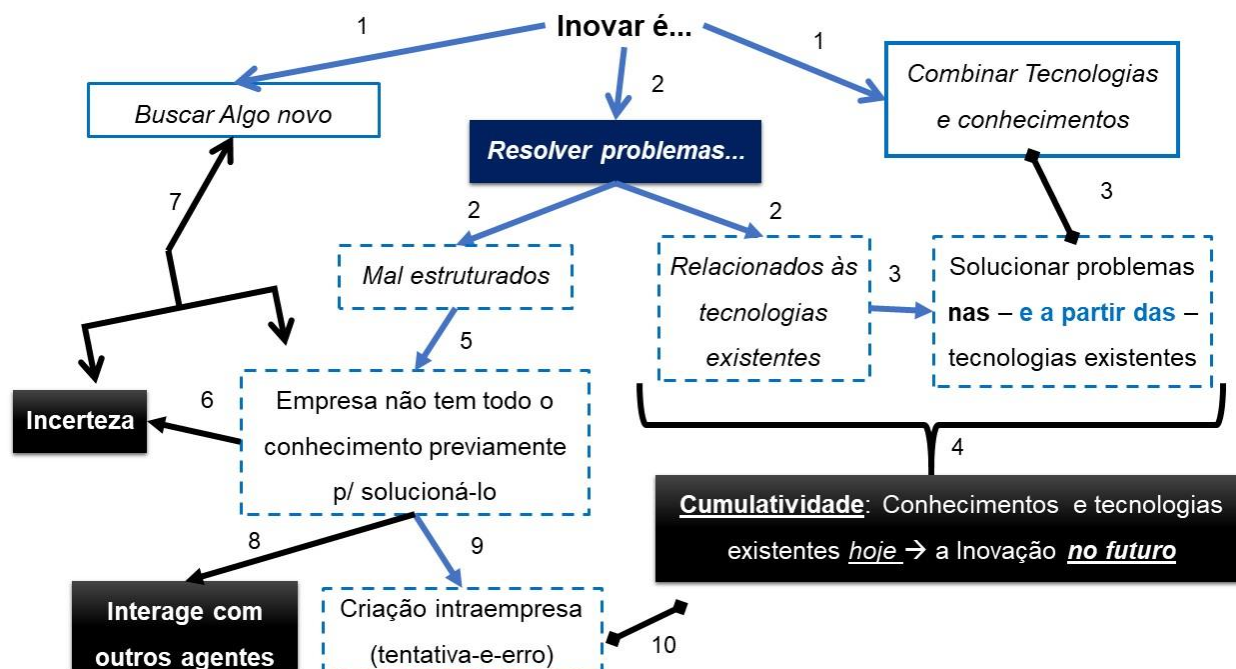 Inovar é...
1
1
2
Buscar Algo novo
Combinar Tecnologias
e conhecimentos
Resolver problemas...
7
2
2
3
Mal estruturados
Relacionados às
tecnologias
existentes
3
Solucionar problemas
nas – e a partir das –
tecnologias existentes
5
Incerteza
6
Empresa não tem todo o
conhecimento previamente
p/ solucioná-lo
4
Cumulatividade: Conhecimentos e tecnologias
existentes hoje → a Inovação no futuro
8
9
Interage com
outros agentes
Criação intraempresa
(tentativa-e-erro)
10